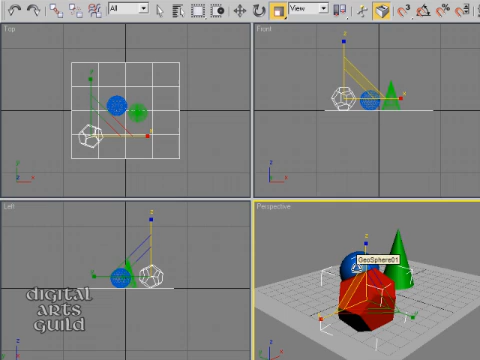 All
View
Top
Front
z
z
x
x
y
x
z
x
Left
Perspective
z
z
GeoSphere01
digital
arts
guild